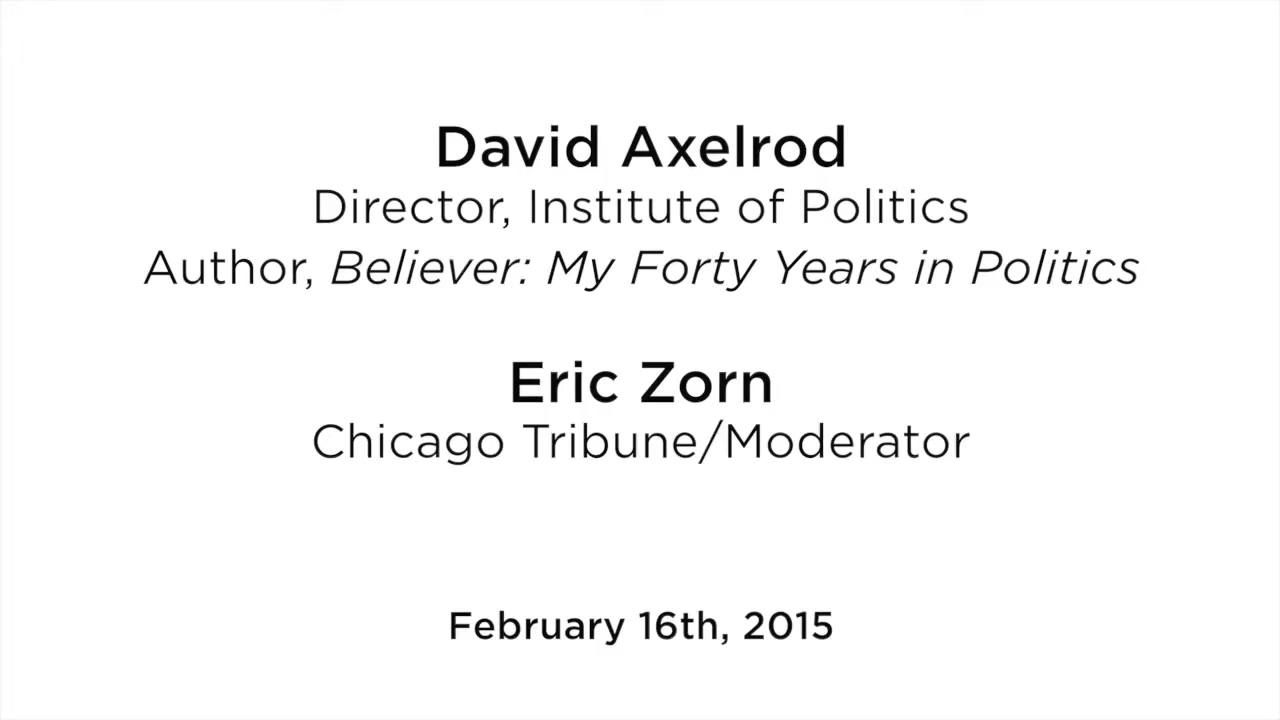 David Axelrod
Director, Institute of Politics
Author, Believer: My Forty Years in Politics
Eric Zorn
Chicago Tribune/Moderator
February 16th, 2015